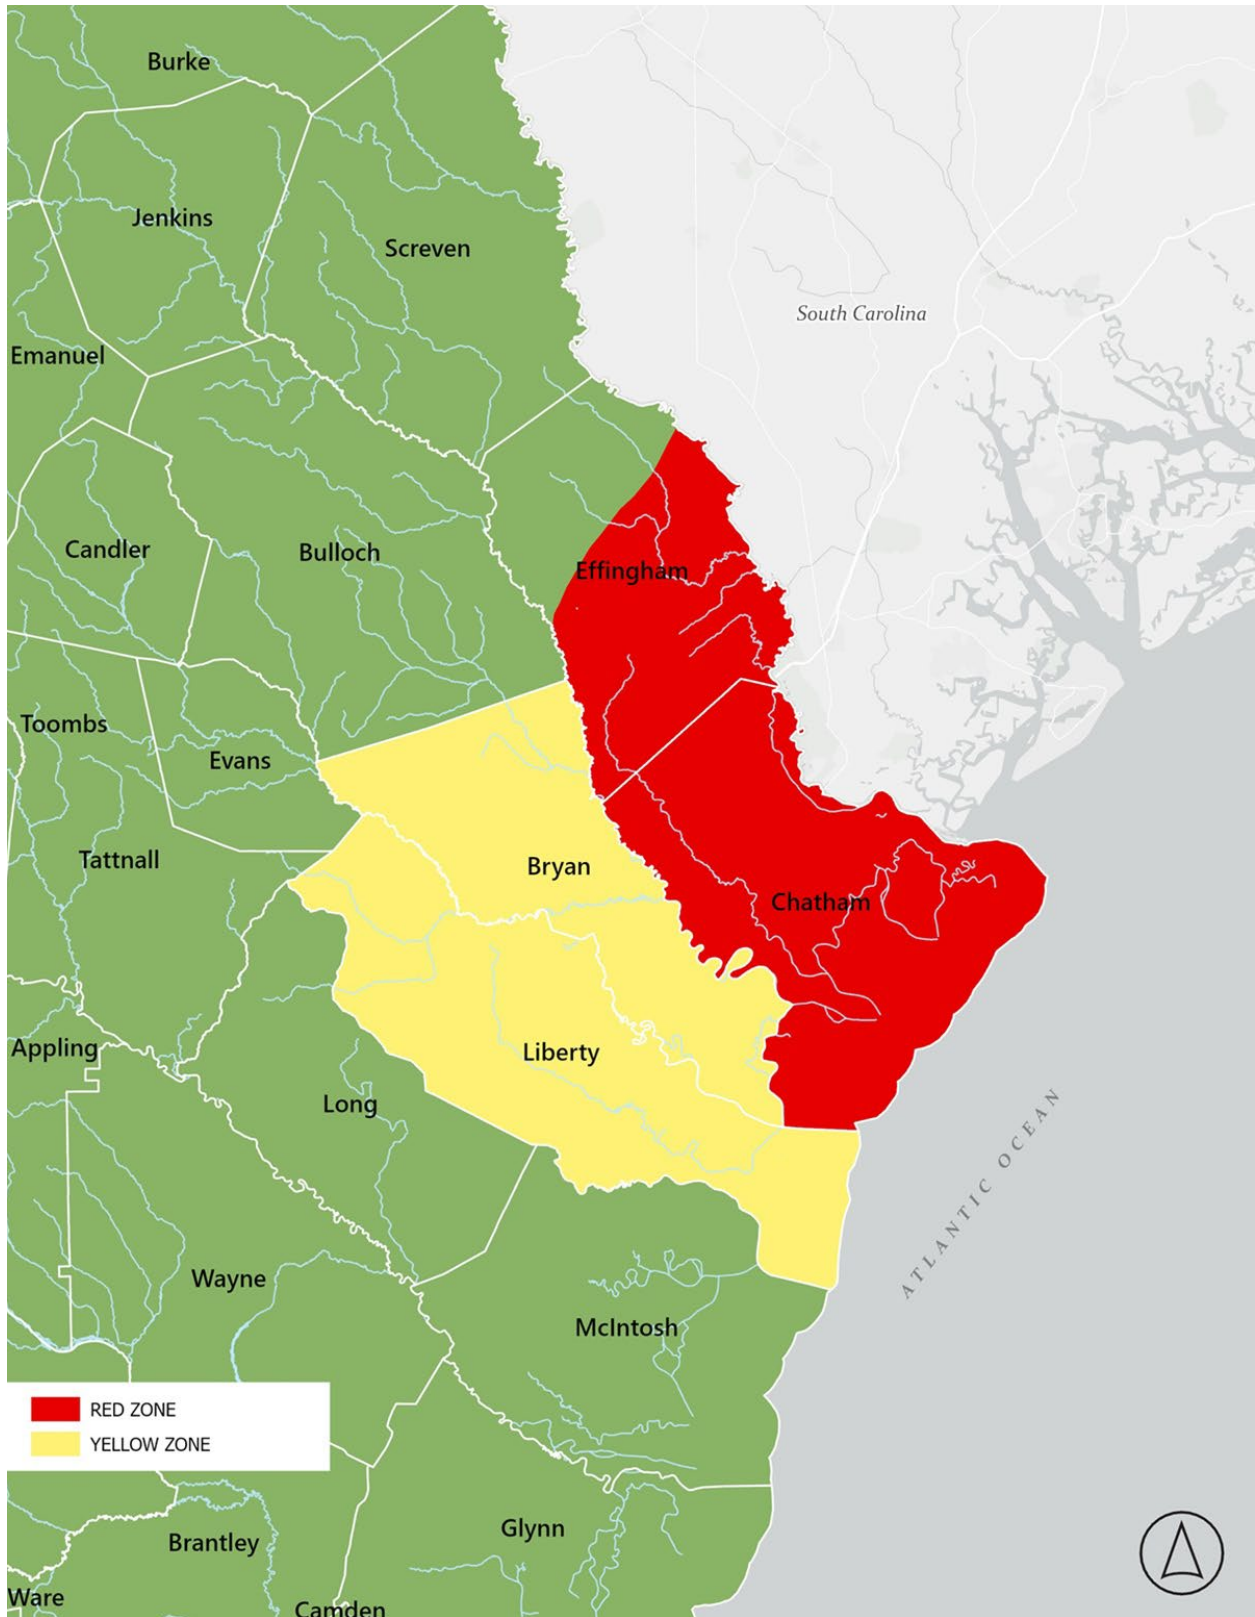 Burke
Jenkins
Screven
South Carolina
Emanuel
Candler
Bulloch
Effingham
Toombs
Evans
Tattnall
Bryan
Chatham
Appling
Liberty
Long
ATLANTIC OCEAN
Wayne
McIntosh
RED ZONE
YELLOW ZONE
Glynn
Brantley
Ware
Camden